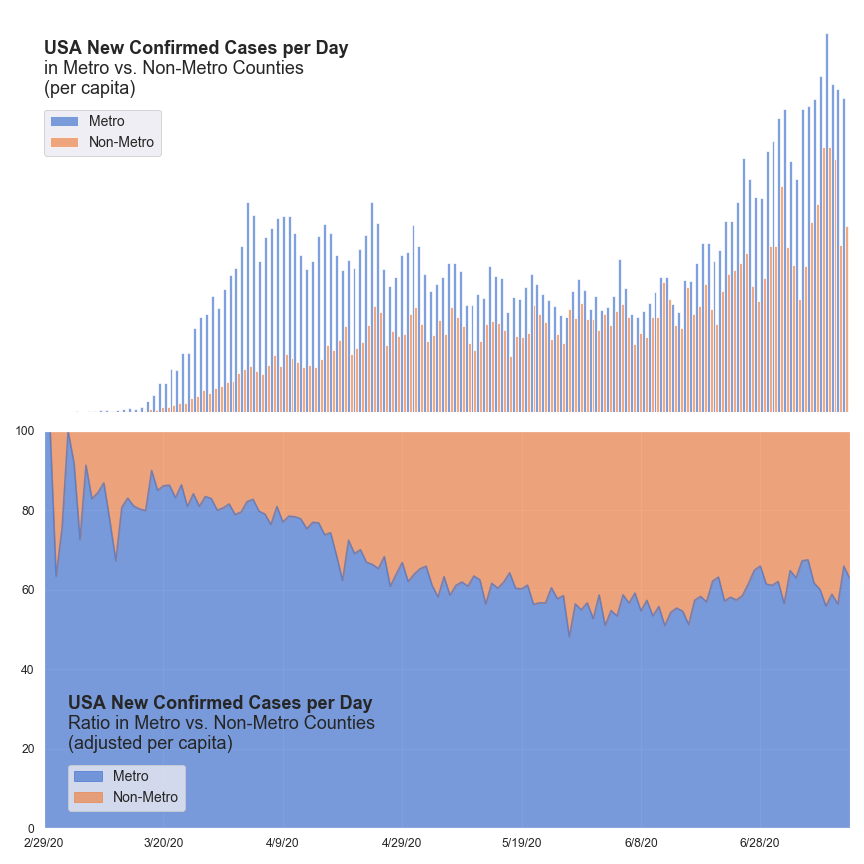 USA New Confirmed Cases per Day
in Metro vs. Non-Metro Counties
(per capita)
Metro
Non-Metro
100
80
60
40
20
0
USA New Confirmed Cases per Day
Ratio in Metro vs. Non-Metro Counties
(adjusted per capita)
Metro
Non-Metro
2/29/20 3/20/20 4/9/20 4/29/20 5/19/20 6/8/20 6/28/20